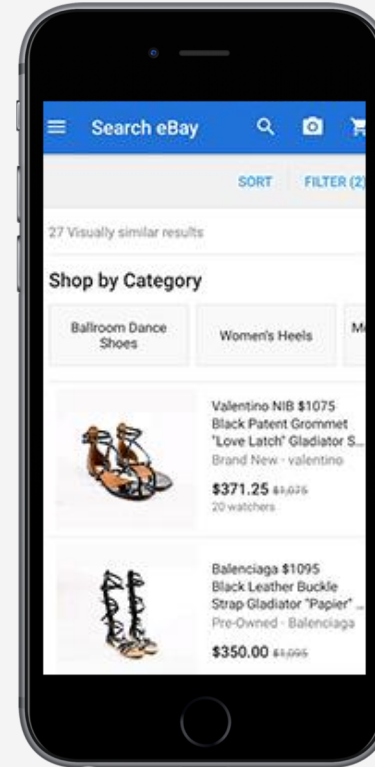 Search eBay
SORT
FILTER (2)
27 Visually similar results
Shop by Category
Ballroom Dance
Shoes
Women's Heels
Valentino NIB $1075
Black Patent Grommet
"Love Latch" Gladiator S...
Brand New - valentino
$371.25 $1,075
20 watchers
Balenciaga $1095
Black Leather Buckle
Strap Gladiator "Papier" ...
Pre-Owned - Balenciaga
$350.00 $1,095